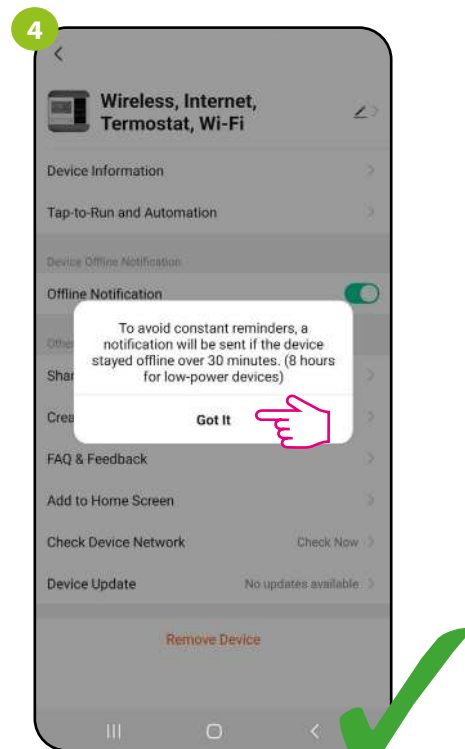 4
Wireless, Internet,
Termostat, Wi-Fi
Device Information
Tap-to-Run and Automation
Device Offline Notification
Offline Notification
To avoid constant reminders, a
notification will be sent if the device
stayed offline over 30 minutes. (8 hours
for low-power devices)
Got It
FAQ & Feedback
Add to Home Screen
Check Device Network Check Now
Device Update No updates available
Remove Device